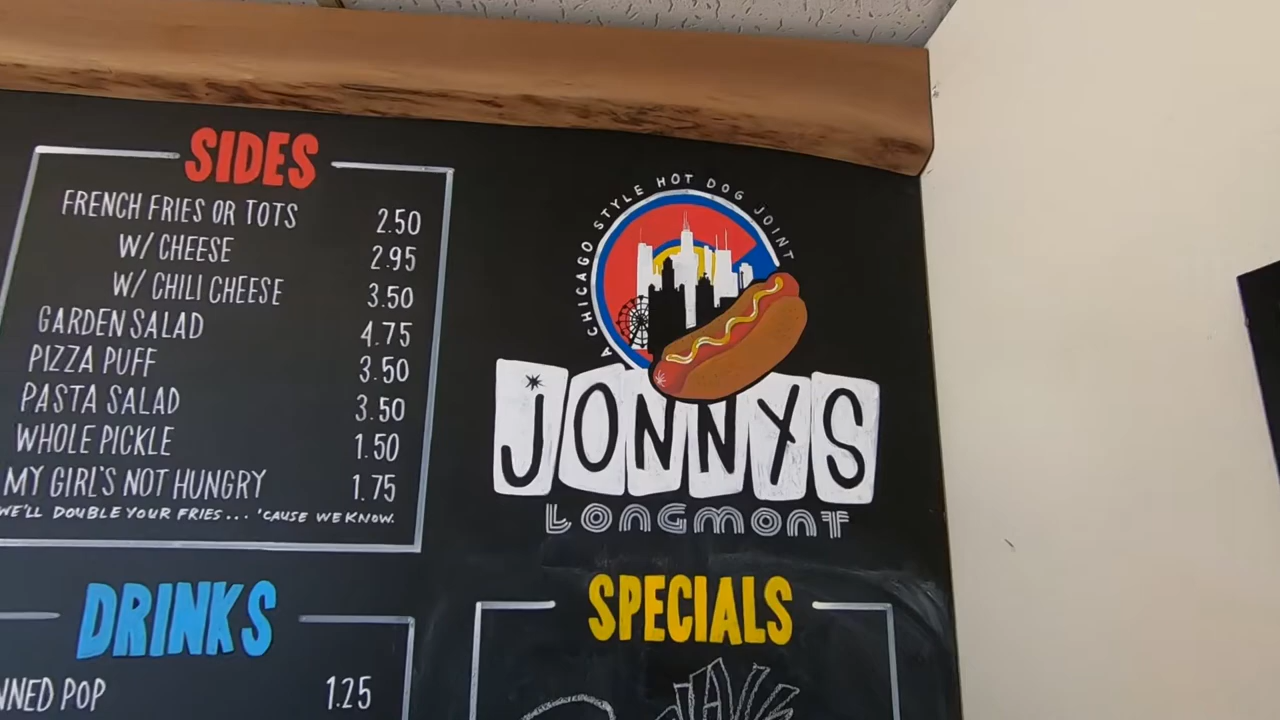 SIDES
FRENCH FRIES OR TOTS 2.50
W/ CHEESE 2.95
W/ CHILI CHEESE 3.50
GARDEN SALAD 4.75
PIZZA PUFF 3.50
PASTA SALAD 3.50
WHOLE PICKLE 1.50
MY GIRL'S NOT HUNGRY 1.75
WE'LL DOUBLE YOUR FRIES... 'CAUSE WE KNOW.
DRINKS
NNED POP 1.25
A CHICAGO STYLE HOT DOG JOINT
JONNYS
LONGMONT
SPECIALS